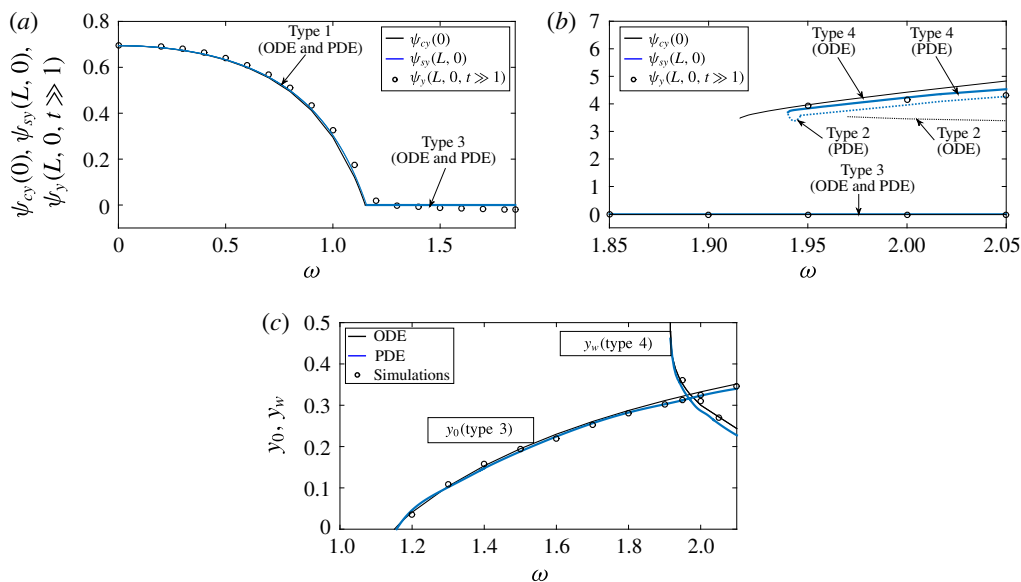 (a)
ψcy(0), ψsy(L, 0),
ψy(L, 0, t ≫ 1)
0.8
0.6
0.4
0.2
0
0
0.5
1.0
1.5
ω
Type 1
(ODE and PDE)
ψcy(0)
ψsy(L, 0)
ψy(L, 0, t ≫ 1)
Type 3
(ODE and PDE)
(b)
7
6
5
4
3
2
1
0
1.85
1.90
1.95
2.00
2.05
ω
ψcy(0)
ψsy(L, 0)
ψy(L, 0, t ≫ 1)
Type 4
(ODE)
Type 4
(PDE)
Type 2
(PDE)
Type 2
(ODE)
Type 3
(ODE and PDE)
(c)
y0, yw
0.5
0.4
0.3
0.2
0.1
0
1.0
1.2
1.4
1.6
1.8
2.0
ω
ODE
PDE
Simulations
yw(type 4)
y0(type 3)